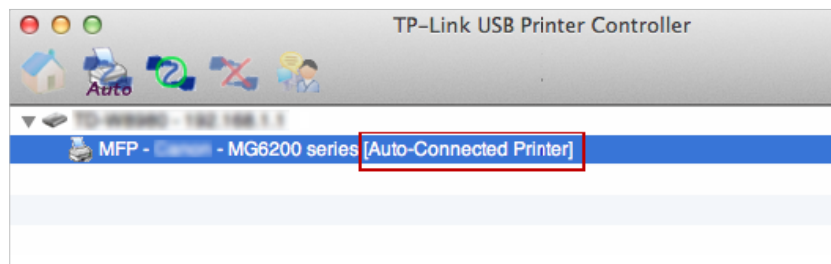 TP-Link USB Printer Controller
Auto
MFP - - MG6200 series [Auto-Connected Printer]